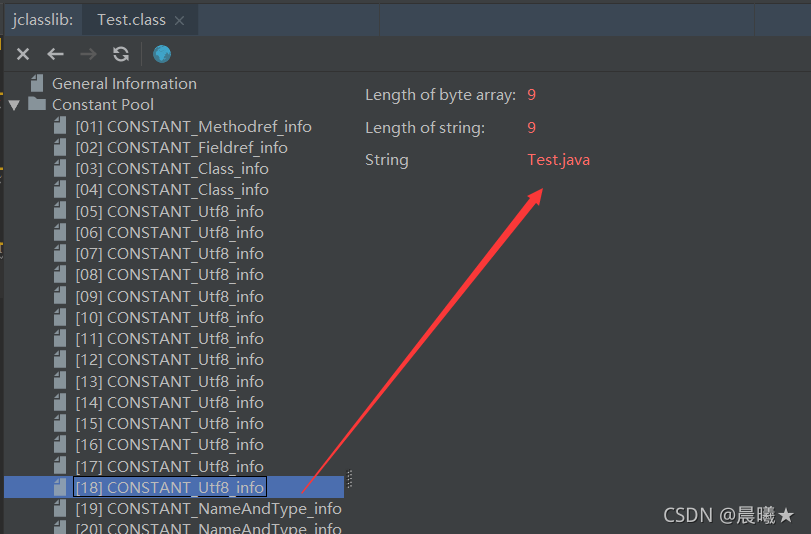 jclasslib: Test.class
General Information
Constant Pool
[01] CONSTANT_Methodref_info
[02] CONSTANT_Fieldref_info
[03] CONSTANT_Class_info
[04] CONSTANT_Class_info
[05] CONSTANT_Utf8_info
[06] CONSTANT_Utf8_info
[07] CONSTANT_Utf8_info
[08] CONSTANT_Utf8_info
[09] CONSTANT_Utf8_info
[10] CONSTANT_Utf8_info
[11] CONSTANT_Utf8_info
[12] CONSTANT_Utf8_info
[13] CONSTANT_Utf8_info
[14] CONSTANT_Utf8_info
[15] CONSTANT_Utf8_info
[16] CONSTANT_Utf8_info
[17] CONSTANT_Utf8_info
[18] CONSTANT_Utf8_info
[19] CONSTANT_NameAndType_info
[20] CONSTANT_NameAndType_info
Length of byte array: 9
Length of string: 9
String Test.java
CSDN @晨曦★